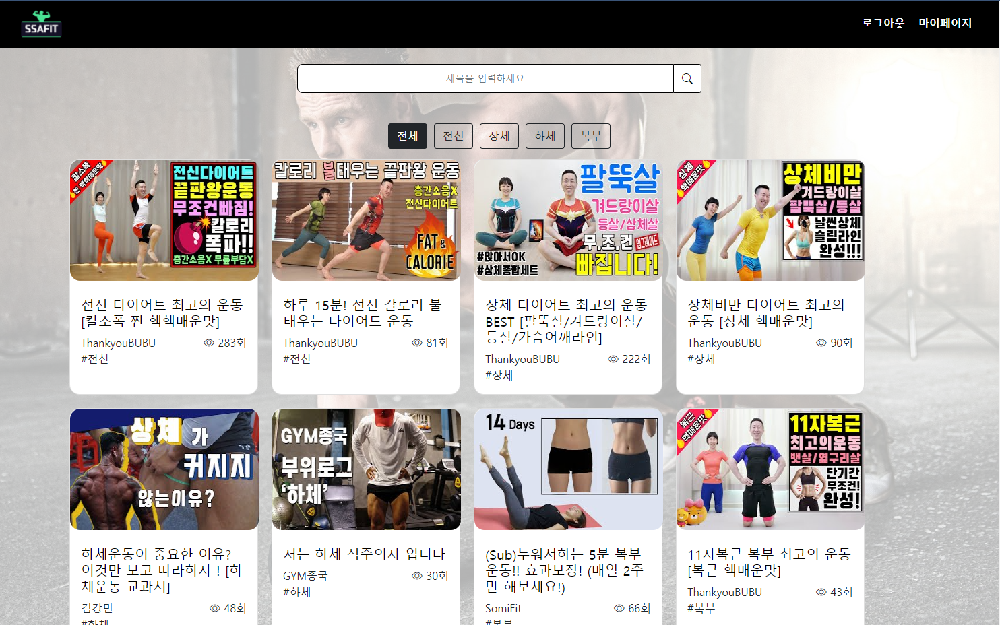 SSAFIT
로그아웃
마이페이지
제목을 입력하세요
전체
전신
상체
하체
복부
칼소폭
찐 핵핵매운맛
전신다이어트
끝판왕운동
무조건빠짐!
칼로리
폭파!!
층간소음X 무릎부담X
전신 다이어트 최고의 운동
[칼소폭 찐 핵핵매운맛]
ThankyouBUBU
283회
#전신
칼로리 불태우는 끝판왕 운동
층간소음X
전신다이어트
FAT &
CALORIE
하루 15분! 전신 칼로리 불
태우는 다이어트 운동
ThankyouBUBU
81회
#전신
팔뚝살
겨드랑이살
등살/상체살
무.조.건
업그레이드
빠집니다!
#앉아서OK
#상체종합세트
상체 다이어트 최고의 운동
BEST [팔뚝살/겨드랑이살/
등살/가슴어깨라인]
ThankyouBUBU
222회
#상체
상체
핵매운맛
상체비만
겨드랑이살
팔뚝살/등살
날씬상체
슬림라인
완성!!!
상체비만 다이어트 최고의
운동 [상체 핵매운맛]
ThankyouBUBU
90회
#상체
상체가
커지지
않는이유?
하체운동이 중요한 이유?
이것만 보고 따라하자 ! [하
체운동 교과서]
김강민
48회
#하체
GYM종국
부위로그
‘하체’
저는 하체 식주의자 입니다
GYM종국
30회
#하체
14 Days
(Sub)누워서하는 5분 복부
운동!! 효과보장! (매일 2주
만 해보세요!)
SomiFit
66회
#복부
복근
핵매운맛
11자복근
최고의운동
뱃살/옆구리살
단기간
무조건!
완성!
11자복근 복부 최고의 운동
[복근 핵매운맛]
ThankyouBUBU
43회
#복부